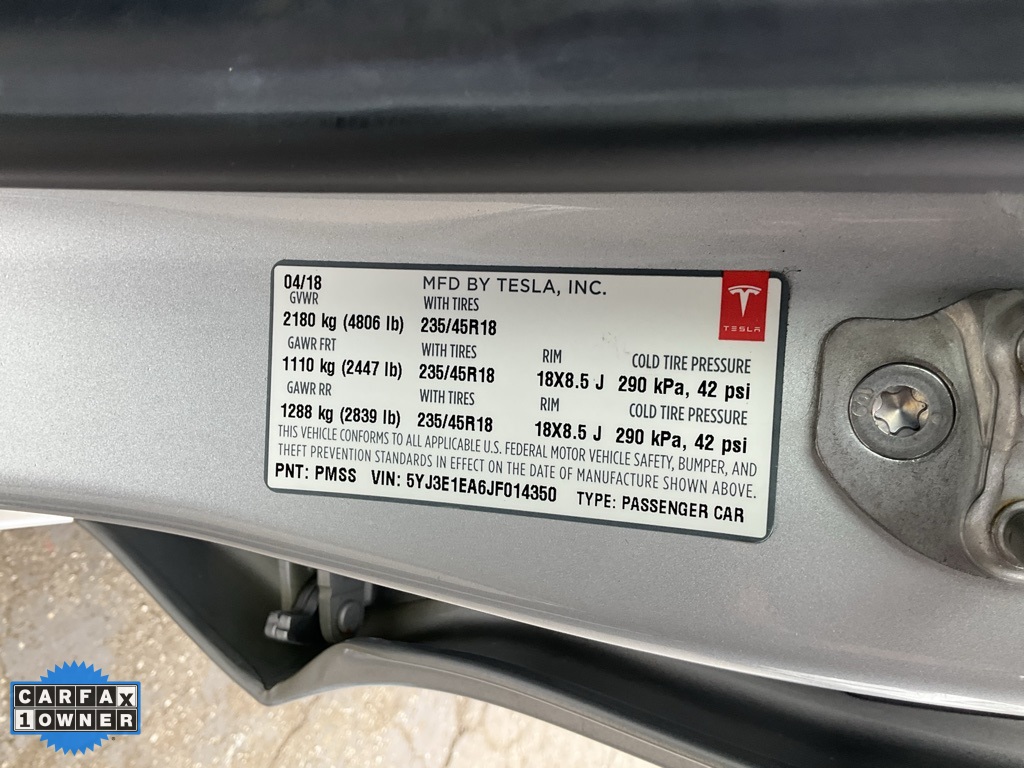 04/18 MFD BY TESLA, INC.
GVWR WITH TIRES
2180 kg (4806 lb) 235/45R18
TESLA
GAWR FRT WITH TIRES RIM COLD TIRE PRESSURE
1110 kg (2447 lb) 235/45R18 18X8.5 J 290 kPa, 42 psi
GAWR RR WITH TIRES RIM COLD TIRE PRESSURE
1288 kg (2839 lb) 235/45R18 18X8.5 J 290 kPa, 42 psi
THIS VEHICLE CONFORMS TO ALL APPLICABLE U.S. FEDERAL MOTOR VEHICLE SAFETY, BUMPER, AND
THEFT PREVENTION STANDARDS IN EFFECT ON THE DATE OF MANUFACTURE SHOWN ABOVE.
PNT: PMSS VIN: 5YJ3E1EA6JF014350 TYPE: PASSENGER CAR
CARFAX
1 OWNER